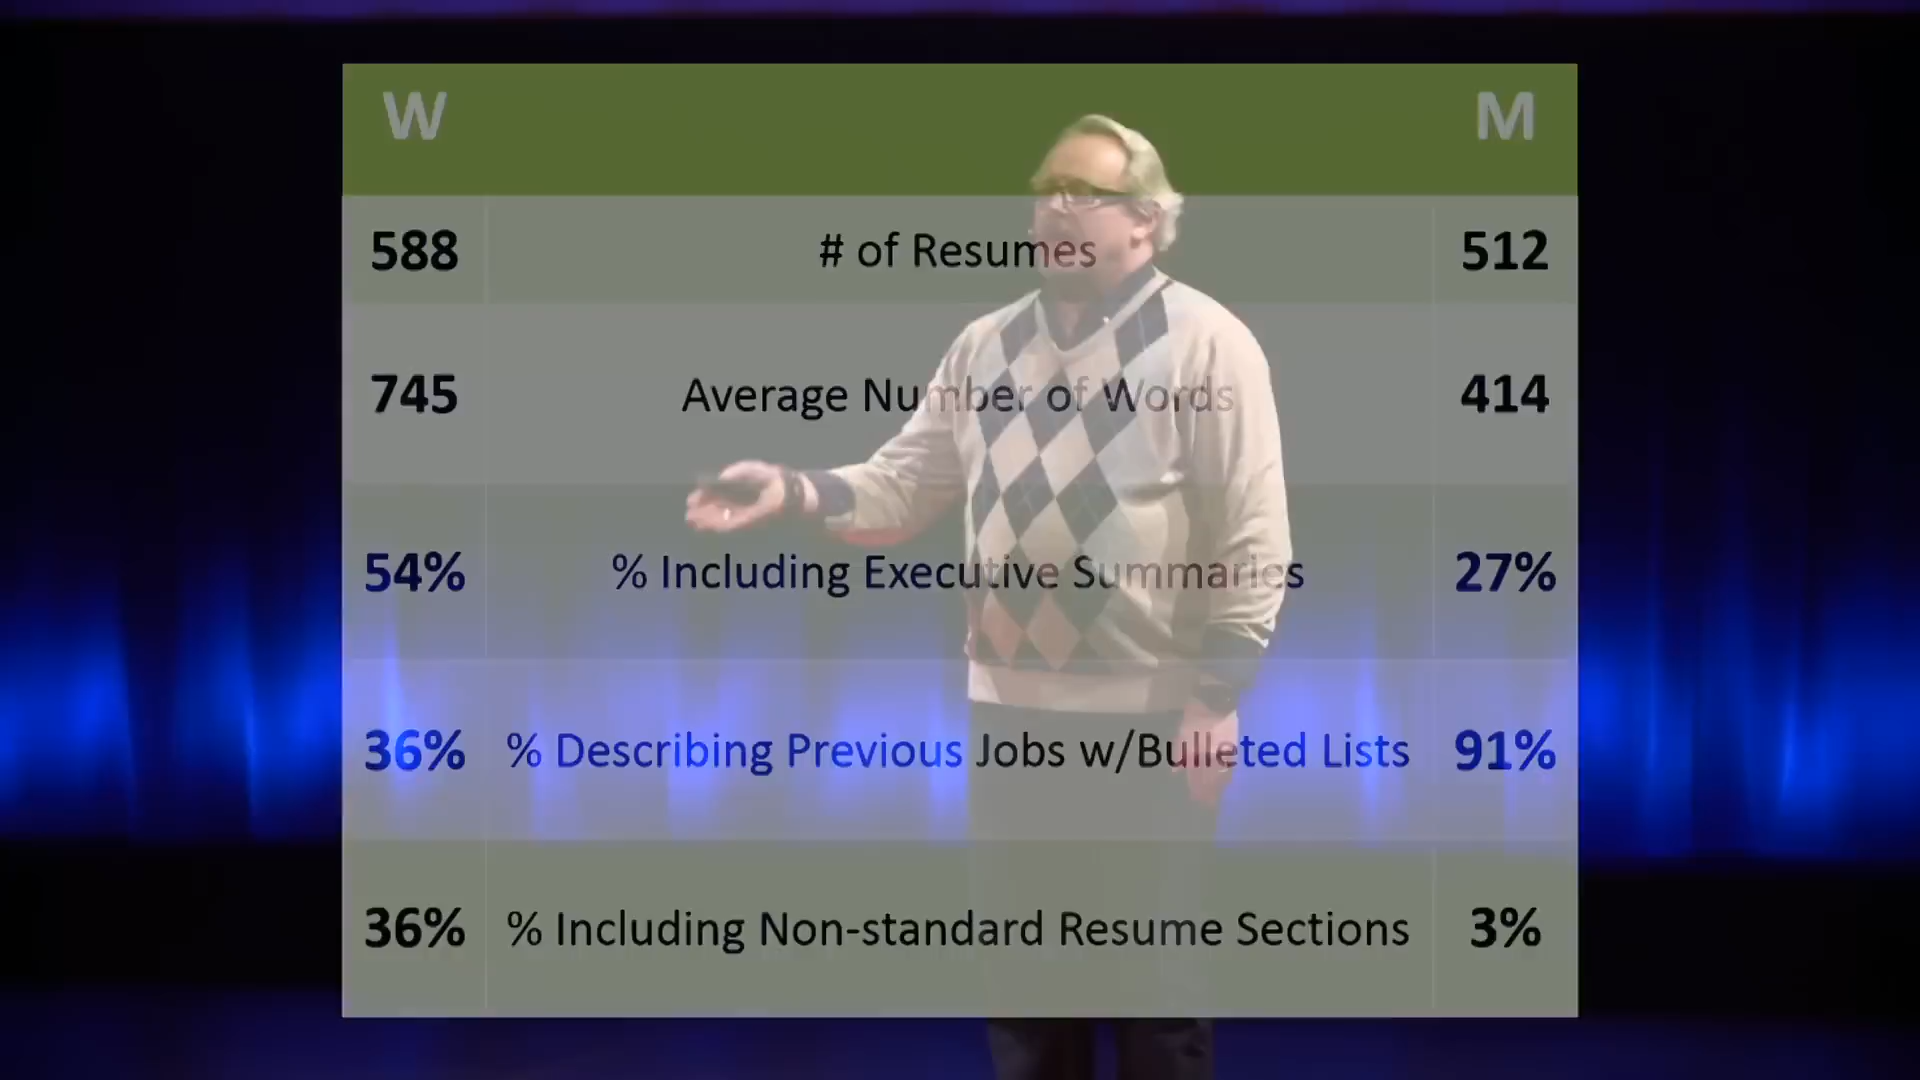 W M
588 # of Resumes 512
745 Average Number of Words 414
54% % Including Executive Summaries 27%
36% % Describing Previous Jobs w/Bulleted Lists 91%
36% % Including Non-standard Resume Sections 3%